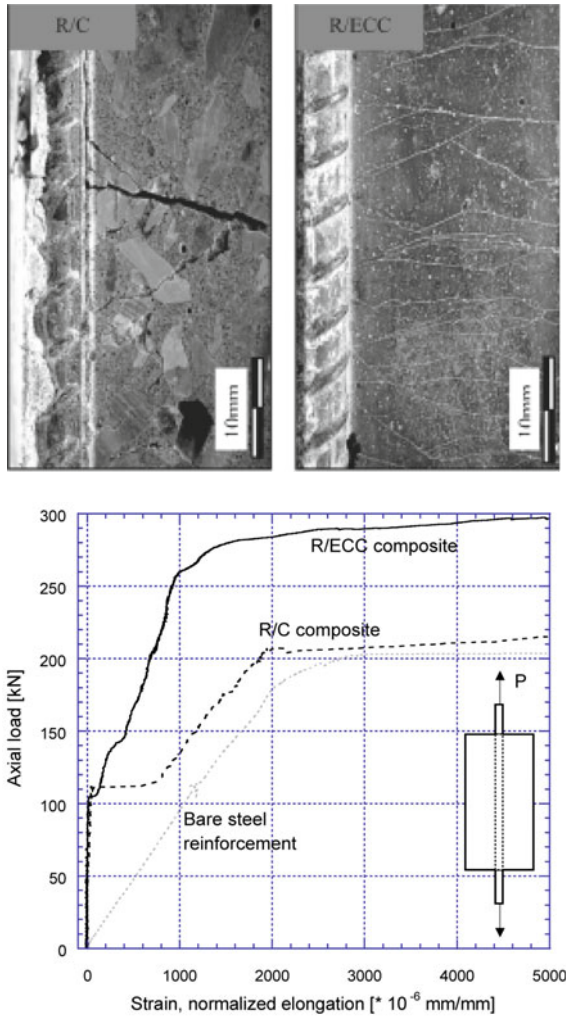 R/C
R/ECC
10mm
10mm
300
250
200
150
100
50
0
Axial load [kN]
R/ECC composite
R/C composite
Bare steel
reinforcement
P
0
1000
2000
3000
4000
5000
Strain, normalized elongation [* 10⁻⁶ mm/mm]